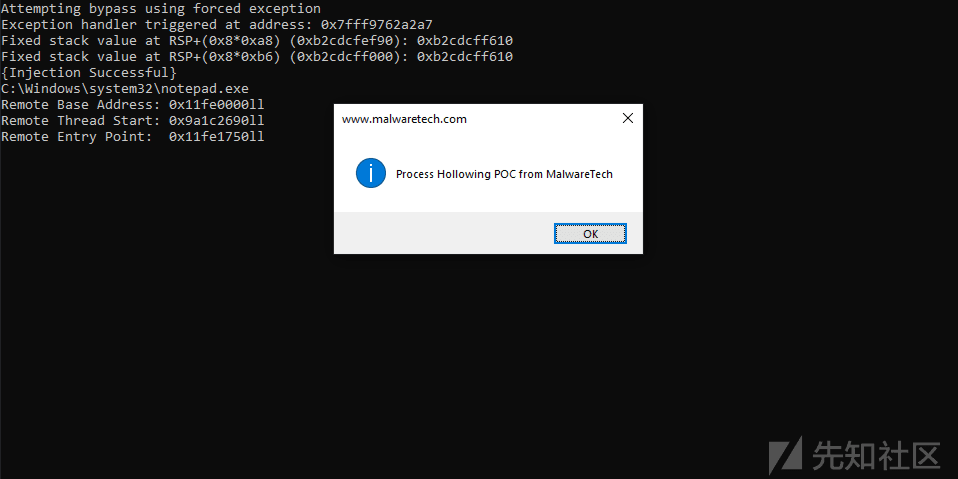 Attempting bypass using forced exception
Exception handler triggered at address: 0x7fff9762a2a7
Fixed stack value at RSP+(0x8*0xa8) (0xb2cdcfef90): 0xb2cdcff610
Fixed stack value at RSP+(0x8*0xb6) (0xb2cdcff000): 0xb2cdcff610
{Injection Successful}
C:\Windows\system32\notepad.exe
Remote Base Address: 0x11fe0000ll
Remote Thread Start: 0x9a1c2690ll
Remote Entry Point:  0x11fe1750ll
www.malwaretech.com
Process Hollowing POC from MalwareTech
OK
先知社区